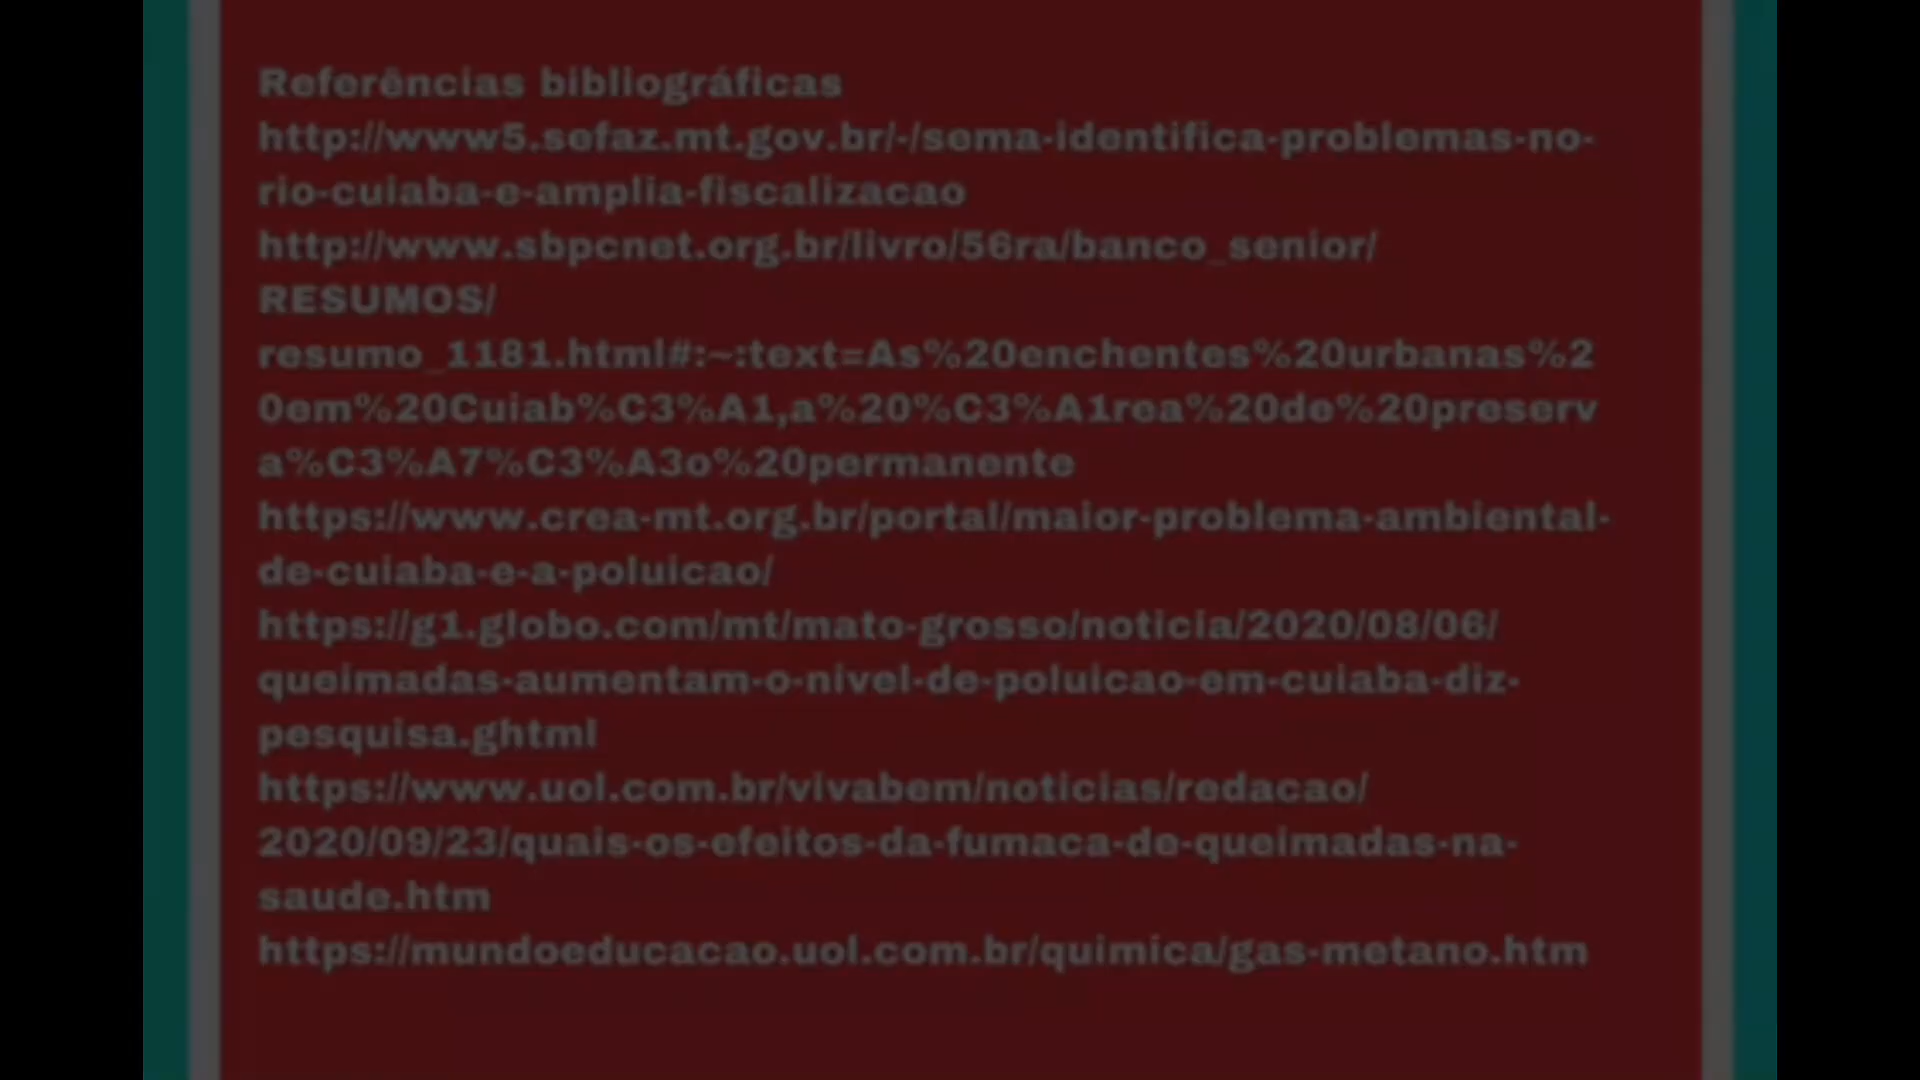 Referências bibliográficas
http://www5.sefaz.mt.gov.br/-/sema-identifica-problemas-no-
rio-cuiaba-e-amplia-fiscalizacao
http://www.sbpcnet.org.br/livro/56ra/banco_senior/
RESUMOS/
resumo_1181.html#:~:text=As%20enchentes%20urbanas%2
0em%20Cuiab%C3%A1,a%20%C3%A1rea%20de%20preserv
a%C3%A7%C3%A3o%20permanente
https://www.crea-mt.org.br/portal/maior-problema-ambiental-
de-cuiaba-e-a-poluicao/
https://g1.globo.com/mt/mato-grosso/noticia/2020/08/06/
queimadas-aumentam-o-nivel-de-poluicao-em-cuiaba-diz-
pesquisa.ghtml
https://www.uol.com.br/vivabem/noticias/redacao/
2020/09/23/quais-os-efeitos-da-fumaca-de-queimadas-na-
saude.htm
https://mundoeducacao.uol.com.br/quimica/gas-metano.htm